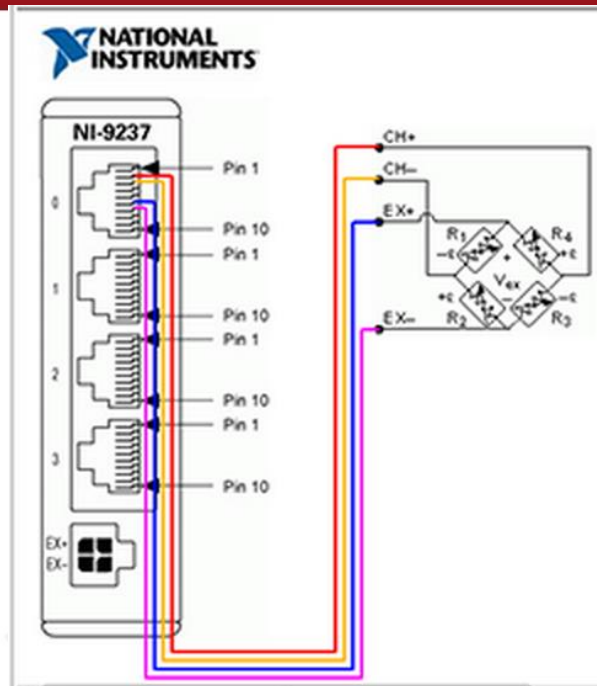 NATIONAL
INSTRUMENTS
NI-9237
0
Pin 1
Pin 10
1
Pin 1
Pin 10
2
Pin 1
Pin 10
3
Pin 1
Pin 10
EX+
EX-
CH+
CH–
EX+
EX–
R1
R4
–ε
+
+ε
Vex
+ε
–
–ε
R2
R3